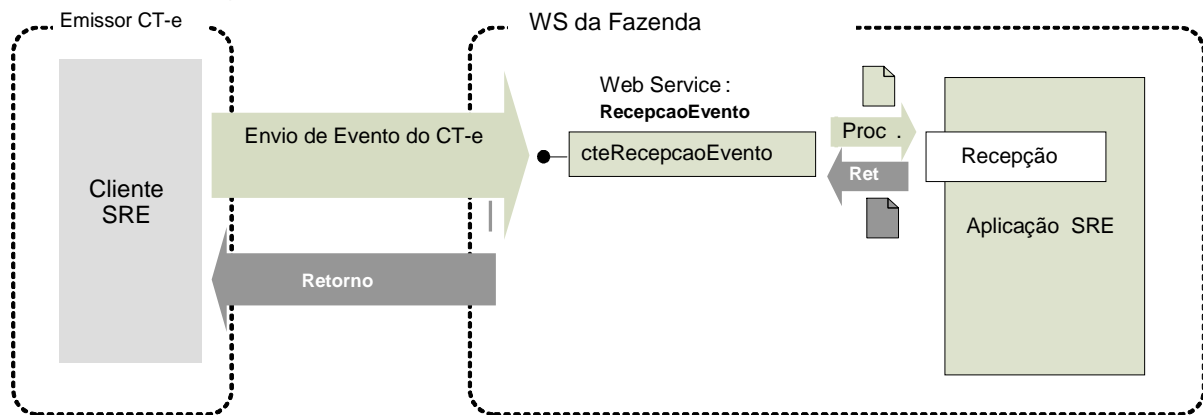 Emissor CT-e
WS da Fazenda
Web Service :
RecepcaoEvento
Envio de Evento do CT-e
cteRecepcaoEvento
Proc .
Ret
Recepção
Cliente
SRE
Aplicação SRE
Retorno